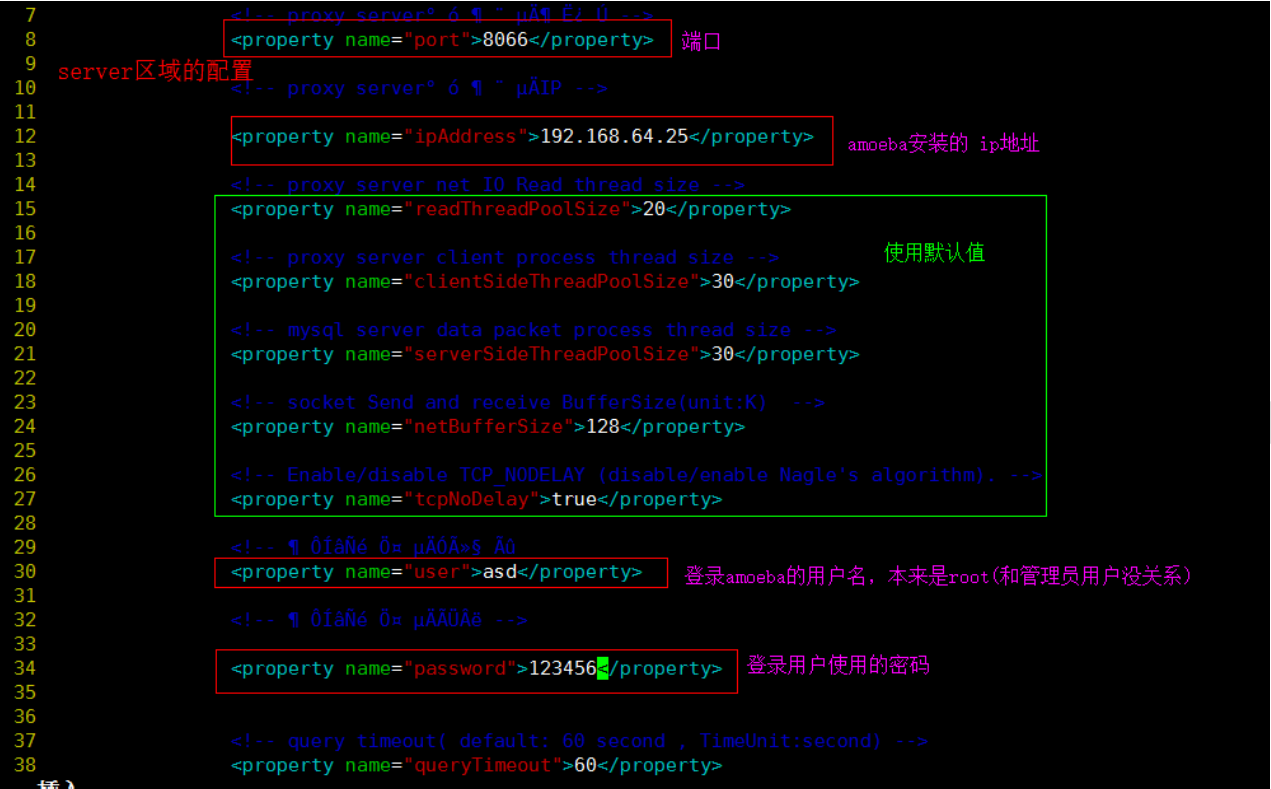 7 <!-- proxy server° ó ¶ ¨ µÄ¶ Ë¿ Ú -->
8 <property name="port">8066</property> 端口
9
server区域的配置
10 <!-- proxy server° ó ¶ ¨ µÄIP -->
11
12 <property name="ipAddress">192.168.64.25</property> amoeba安装的 ip地址
13
14 <!-- proxy server net IO Read thread size -->
15 <property name="readThreadPoolSize">20</property>
16
17 <!-- proxy server client process thread size --> 使用默认值
18 <property name="clientSideThreadPoolSize">30</property>
19
20 <!-- mysql server data packet process thread size -->
21 <property name="serverSideThreadPoolSize">30</property>
22
23 <!-- socket Send and receive BufferSize(unit:K)  -->
24 <property name="netBufferSize">128</property>
25
26 <!-- Enable/disable TCP_NODELAY (disable/enable Nagle's algorithm). -->
27 <property name="tcpNoDelay">true</property>
28
29 <!-- ¶ ÔÍâÑé Ö¤ µÄÓÃ»§ Ãû
30 <property name="user">asd</property> 登录amoeba的用户名，本来是root(和管理员用户没关系)
31
32 <!-- ¶ ÔÍâÑé Ö¤ µÄÃÜÂë -->
33
34 <property name="password">123456</property> 登录用户使用的密码
35
36
37 <!-- query timeout( default: 60 second , TimeUnit:second) -->
38 <property name="queryTimeout">60</property>
插入